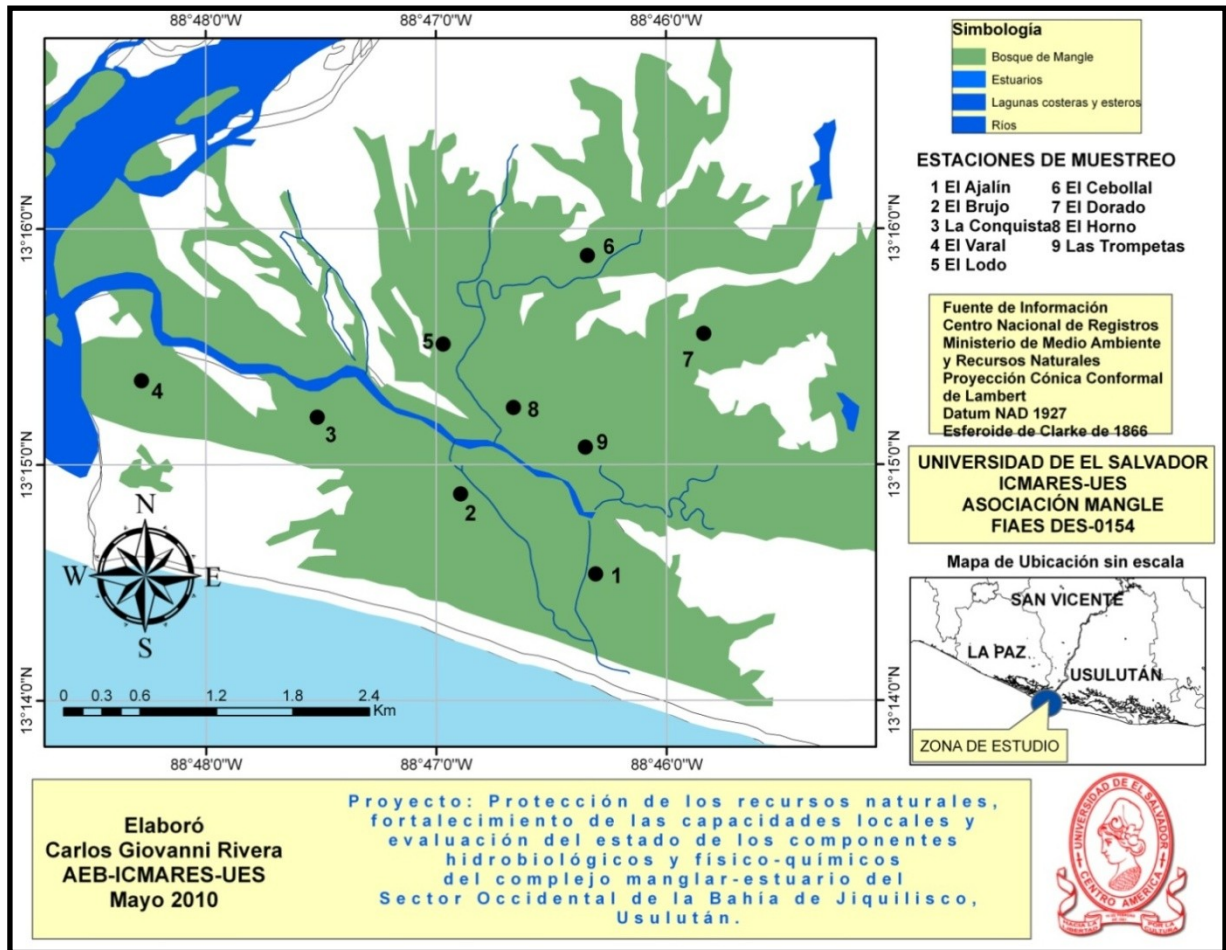 88°48'0"W 88°47'0"W 88°46'0"W
13°16'0"N
13°15'0"N
13°14'0"N
13°16'0"N
13°15'0"N
13°14'0"N
6
5
7
4
8
3
9
2
1
N
W E
S
0 0.3 0.6 1.2 1.8 2.4
Km
88°48'0"W 88°47'0"W 88°46'0"W
Simbología
Bosque de Mangle
Estuarios
Lagunas costeras y esteros
Ríos
ESTACIONES DE MUESTREO
1 El Ajalín 6 El Cebollal
2 El Brujo 7 El Dorado
3 La Conquista 8 El Horno
4 El Varal 9 Las Trompetas
5 El Lodo
Fuente de Información
Centro Nacional de Registros
Ministerio de Medio Ambiente
y Recursos Naturales
Proyección Cónica Conformal
de Lambert
Datum NAD 1927
Esferoide de Clarke de 1866
UNIVERSIDAD DE EL SALVADOR
ICMARES-UES
ASOCIACIÓN MANGLE
FIAES DES-0154
Mapa de Ubicación sin escala
SAN VICENTE
LA PAZ
USULUTÁN
ZONA DE ESTUDIO
Elaboró
Carlos Giovanni Rivera
AEB-ICMARES-UES
Mayo 2010
Proyecto: Protección de los recursos naturales,
fortalecimiento de las capacidades locales y
evaluación del estado de los componentes
hidrobiológicos y físico-químicos
del complejo manglar-estuario del
Sector Occidental de la Bahía de Jiquilisco,
Usulután.
UNIVERSIDAD DE EL SALVADOR
CENTRO AMERICA
HACIA LA LIBERTAD
POR LA CULTURA